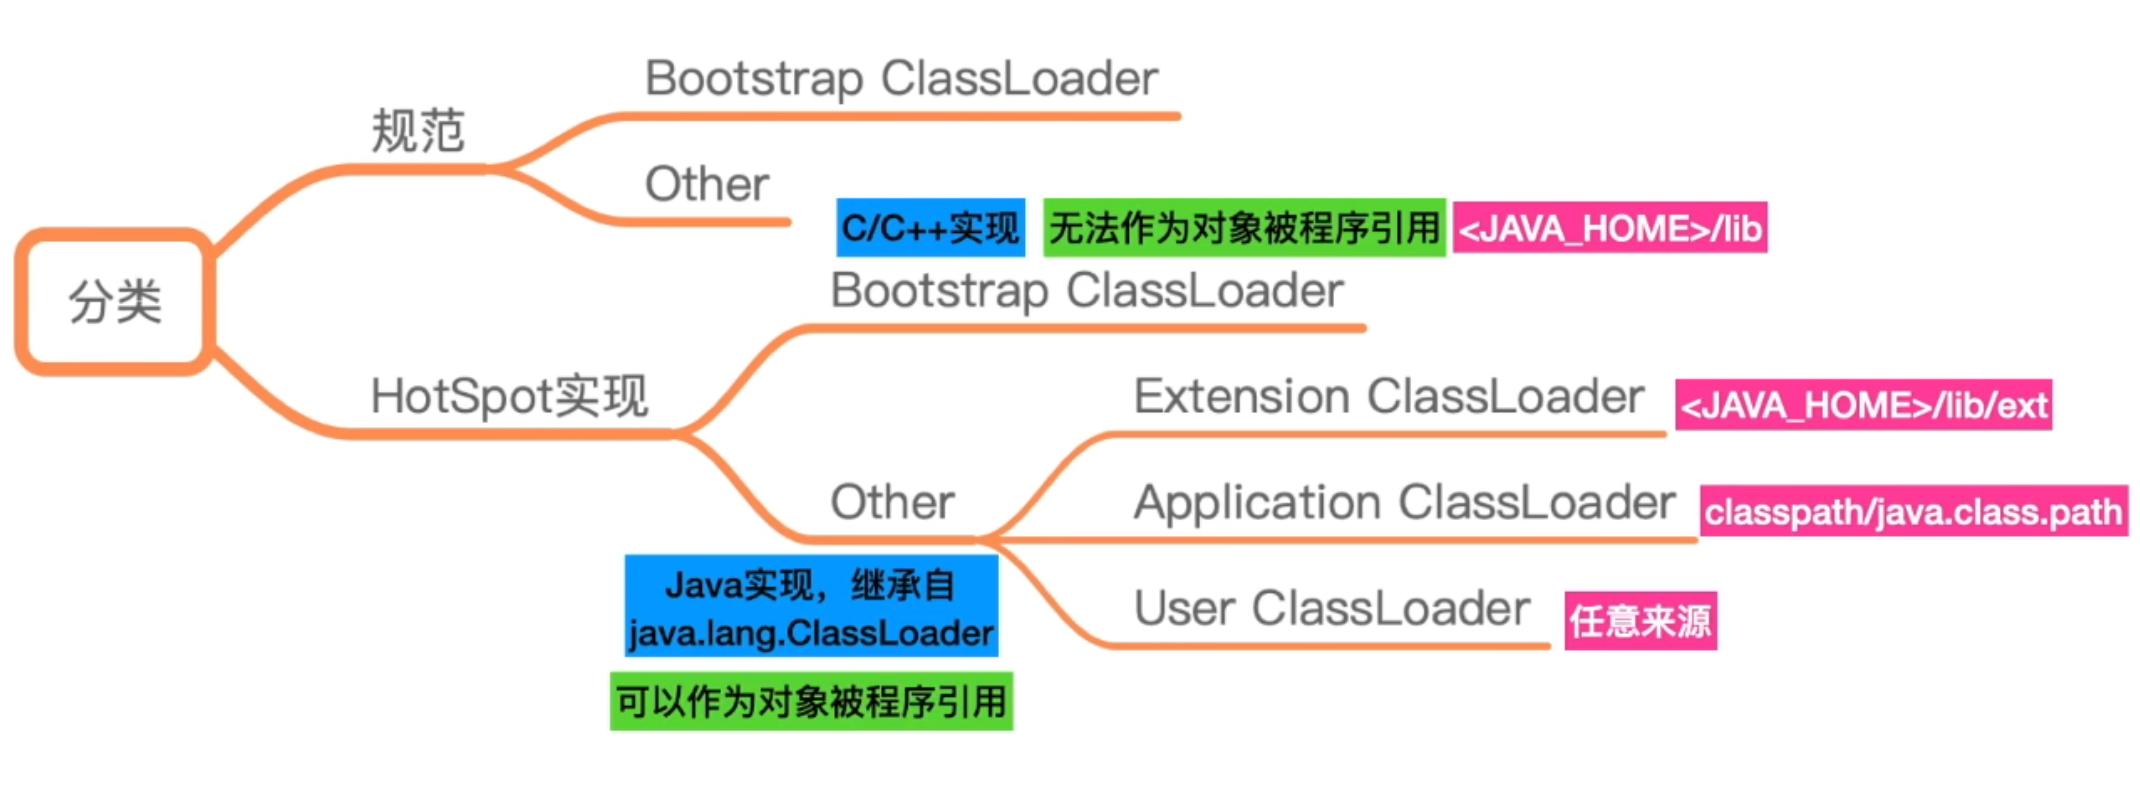 分类
规范
Bootstrap ClassLoader
Other
HotSpot实现
C/C++实现
无法作为对象被程序引用
<JAVA_HOME>/lib
Bootstrap ClassLoader
Other
Java实现，继承自
java.lang.ClassLoader
可以作为对象被程序引用
Extension ClassLoader
<JAVA_HOME>/lib/ext
Application ClassLoader
classpath/java.class.path
User ClassLoader
任意来源